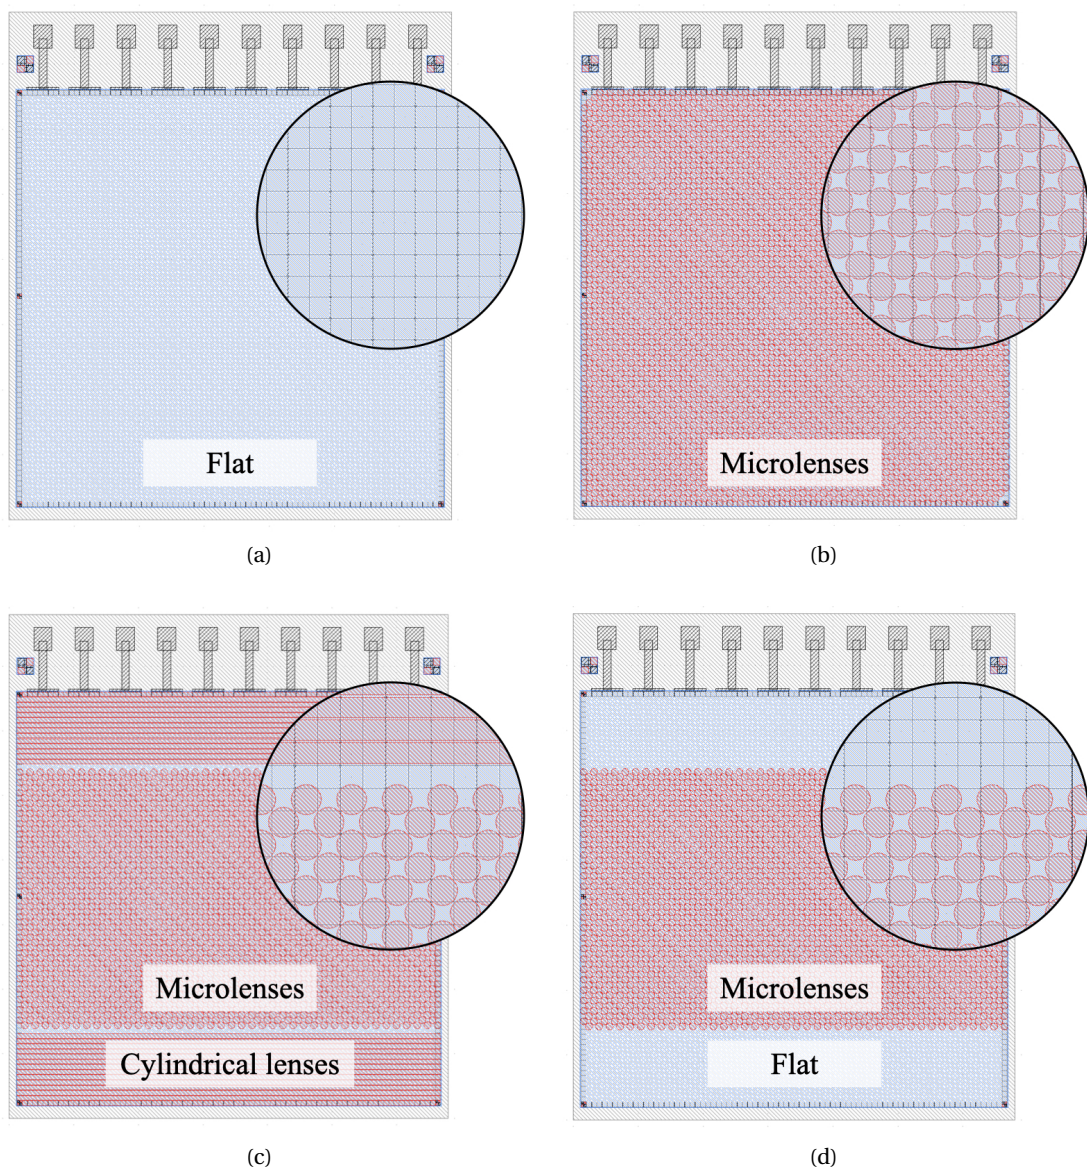 Flat
Microlenses
(a)
(b)
Microlenses
Cylindrical lenses
Microlenses
Flat
(c)
(d)